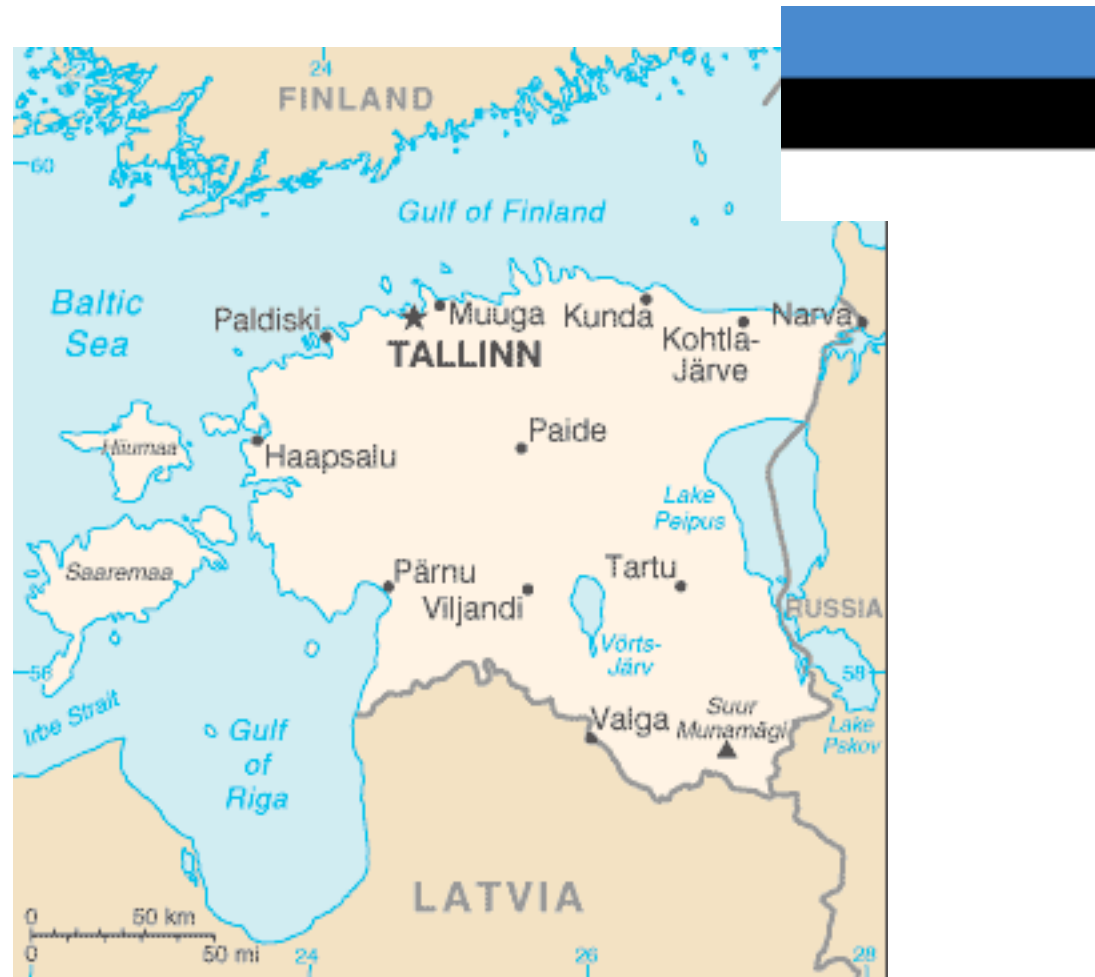 24
FINLAND
60
Gulf of Finland
Baltic
Sea
Paldiski
Muuga
Kunda
Narva
TALLINN
Kohtla-
Järve
Haapsalu
Paide
Hiiumaa
Lake
Peipus
Saaremaa
Pärnu
Viljandi
Tartu
RUSSIA
Võrts-
Järv
58
58
Irbe Strait
Gulf
of
Riga
Valga
Suur
Munamägi
Lake
Pskov
LATVIA
0
50 km
0
50 mi
24
26
28